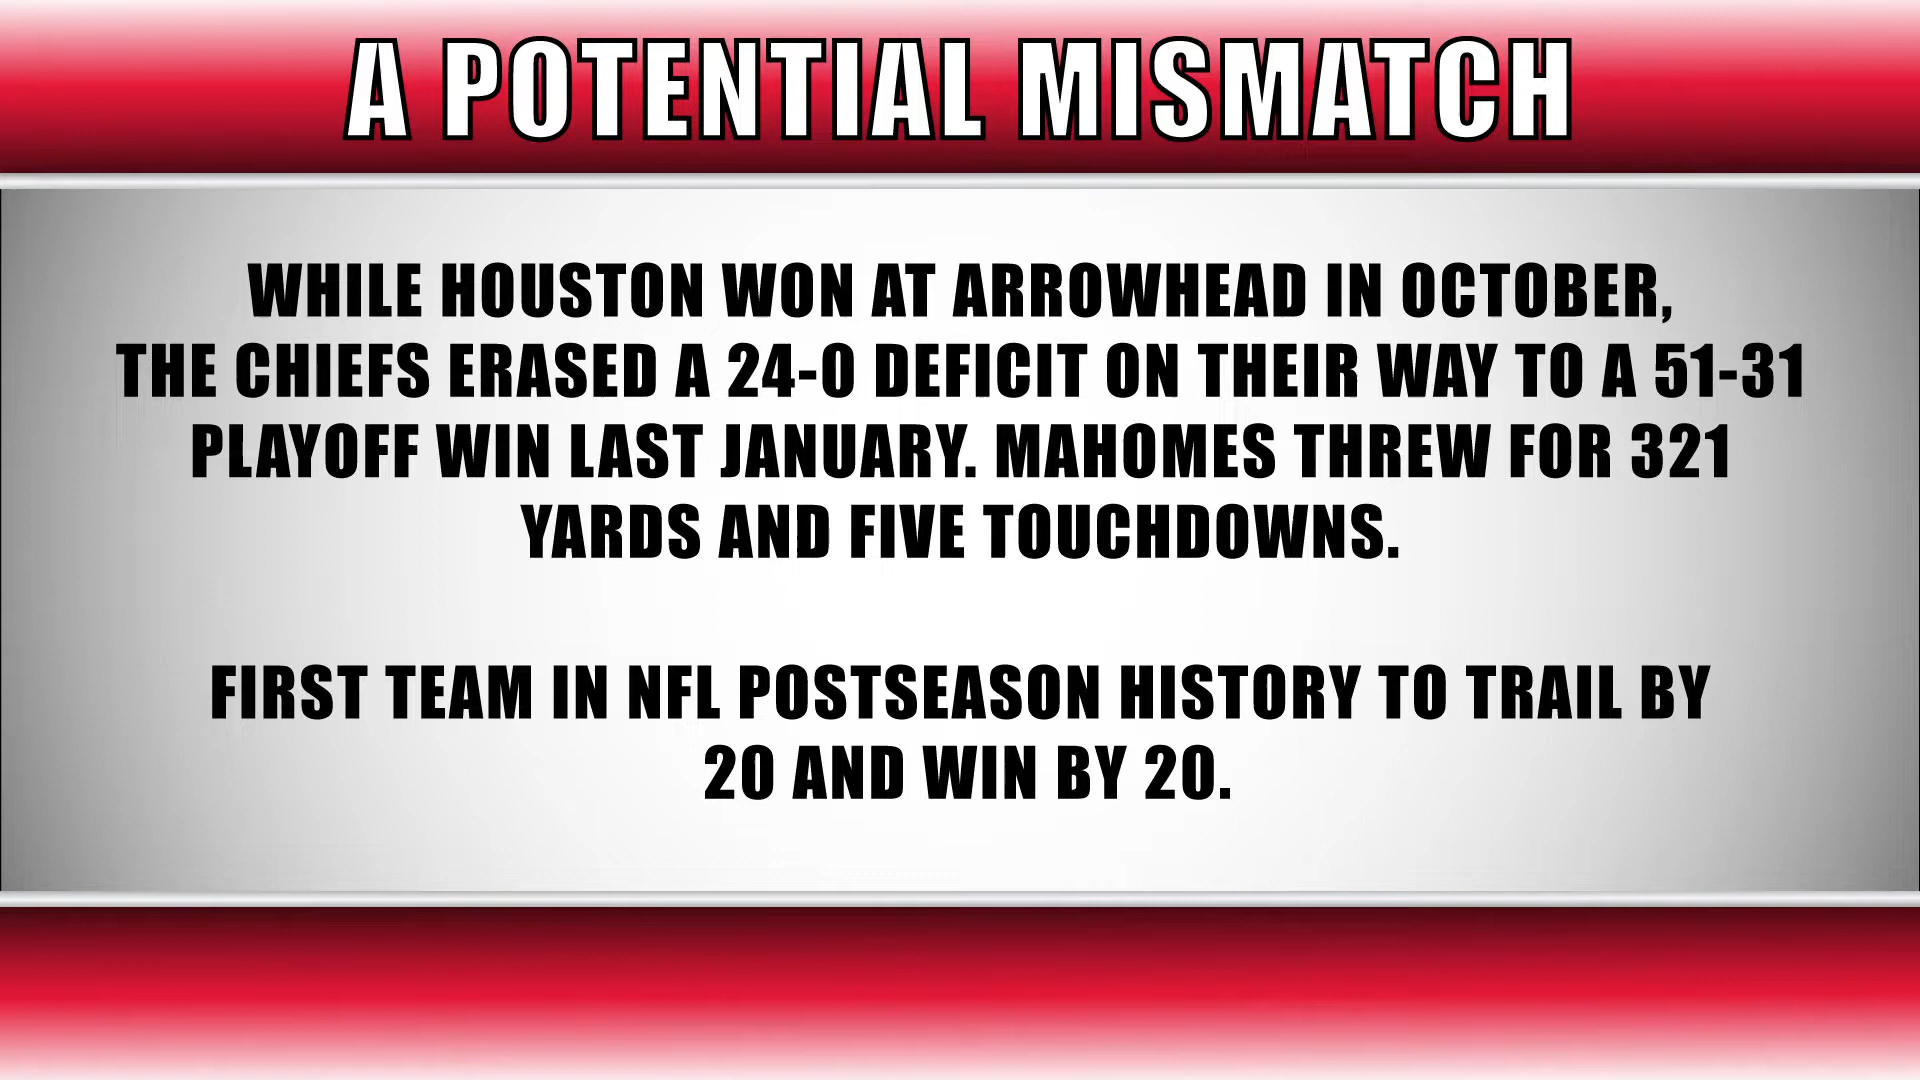 A POTENTIAL MISMATCH
WHILE HOUSTON WON AT ARROWHEAD IN OCTOBER,
THE CHIEFS ERASED A 24-0 DEFICIT ON THEIR WAY TO A 51-31
PLAYOFF WIN LAST JANUARY. MAHOMES THREW FOR 321
YARDS AND FIVE TOUCHDOWNS.
FIRST TEAM IN NFL POSTSEASON HISTORY TO TRAIL BY
20 AND WIN BY 20.